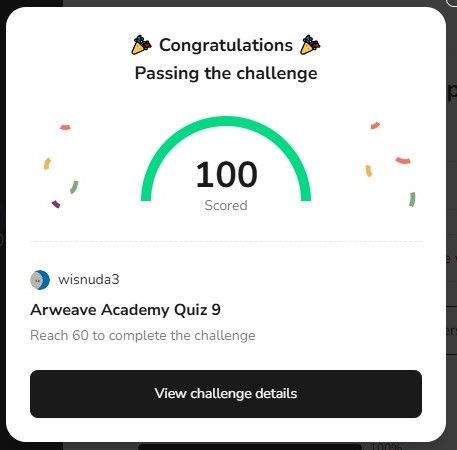 🎉 Congratulations 🎉
Passing the challenge
100
Scored
wisnuda3
Arweave Academy Quiz 9
Reach 60 to complete the challenge
View challenge details
100%